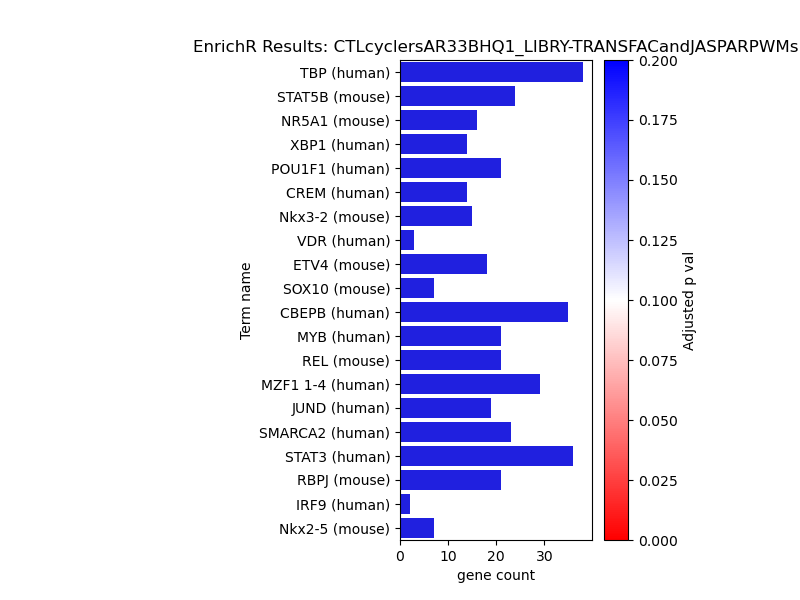 EnrichR Results: CTLcyclersAR33BHQ1_LIBRY-TRANSFACandJASPARPWMs
TBP (human)
STAT5B (mouse)
NR5A1 (mouse)
XBP1 (human)
POU1F1 (human)
CREM (human)
Nkx3-2 (mouse)
VDR (human)
ETV4 (mouse)
SOX10 (mouse)
CBEPB (human)
MYB (human)
REL (mouse)
MZF1 1-4 (human)
JUND (human)
SMARCA2 (human)
STAT3 (human)
RBPJ (mouse)
IRF9 (human)
Nkx2-5 (mouse)
Term name
0 10 20 30
gene count
0.200
0.175
0.150
0.125
0.100
0.075
0.050
0.025
0.000
Adjusted p val